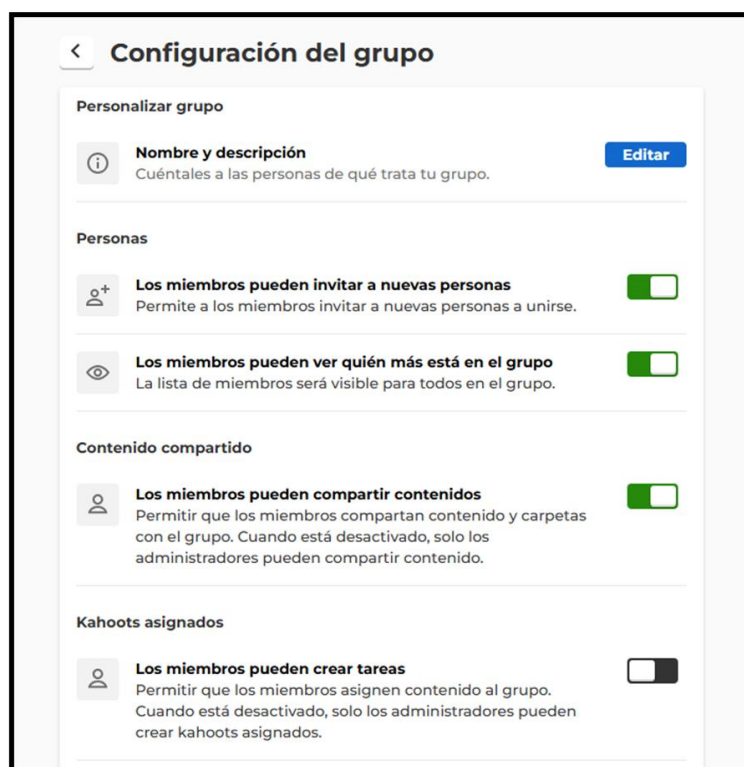 Configuración del grupo
Personalizar grupo
Nombre y descripción
Editar
Cuéntales a las personas de qué trata tu grupo.
Personas
Los miembros pueden invitar a nuevas personas
Permite a los miembros invitar a nuevas personas a unirse.
Los miembros pueden ver quién más está en el grupo
La lista de miembros será visible para todos en el grupo.
Contenido compartido
Los miembros pueden compartir contenidos
Permitir que los miembros compartan contenido y carpetas
con el grupo. Cuando está desactivado, solo los
administradores pueden compartir contenido.
Kahoots asignados
Los miembros pueden crear tareas
Permitir que los miembros asignen contenido al grupo.
Cuando está desactivado, solo los administradores pueden
crear kahoots asignados.